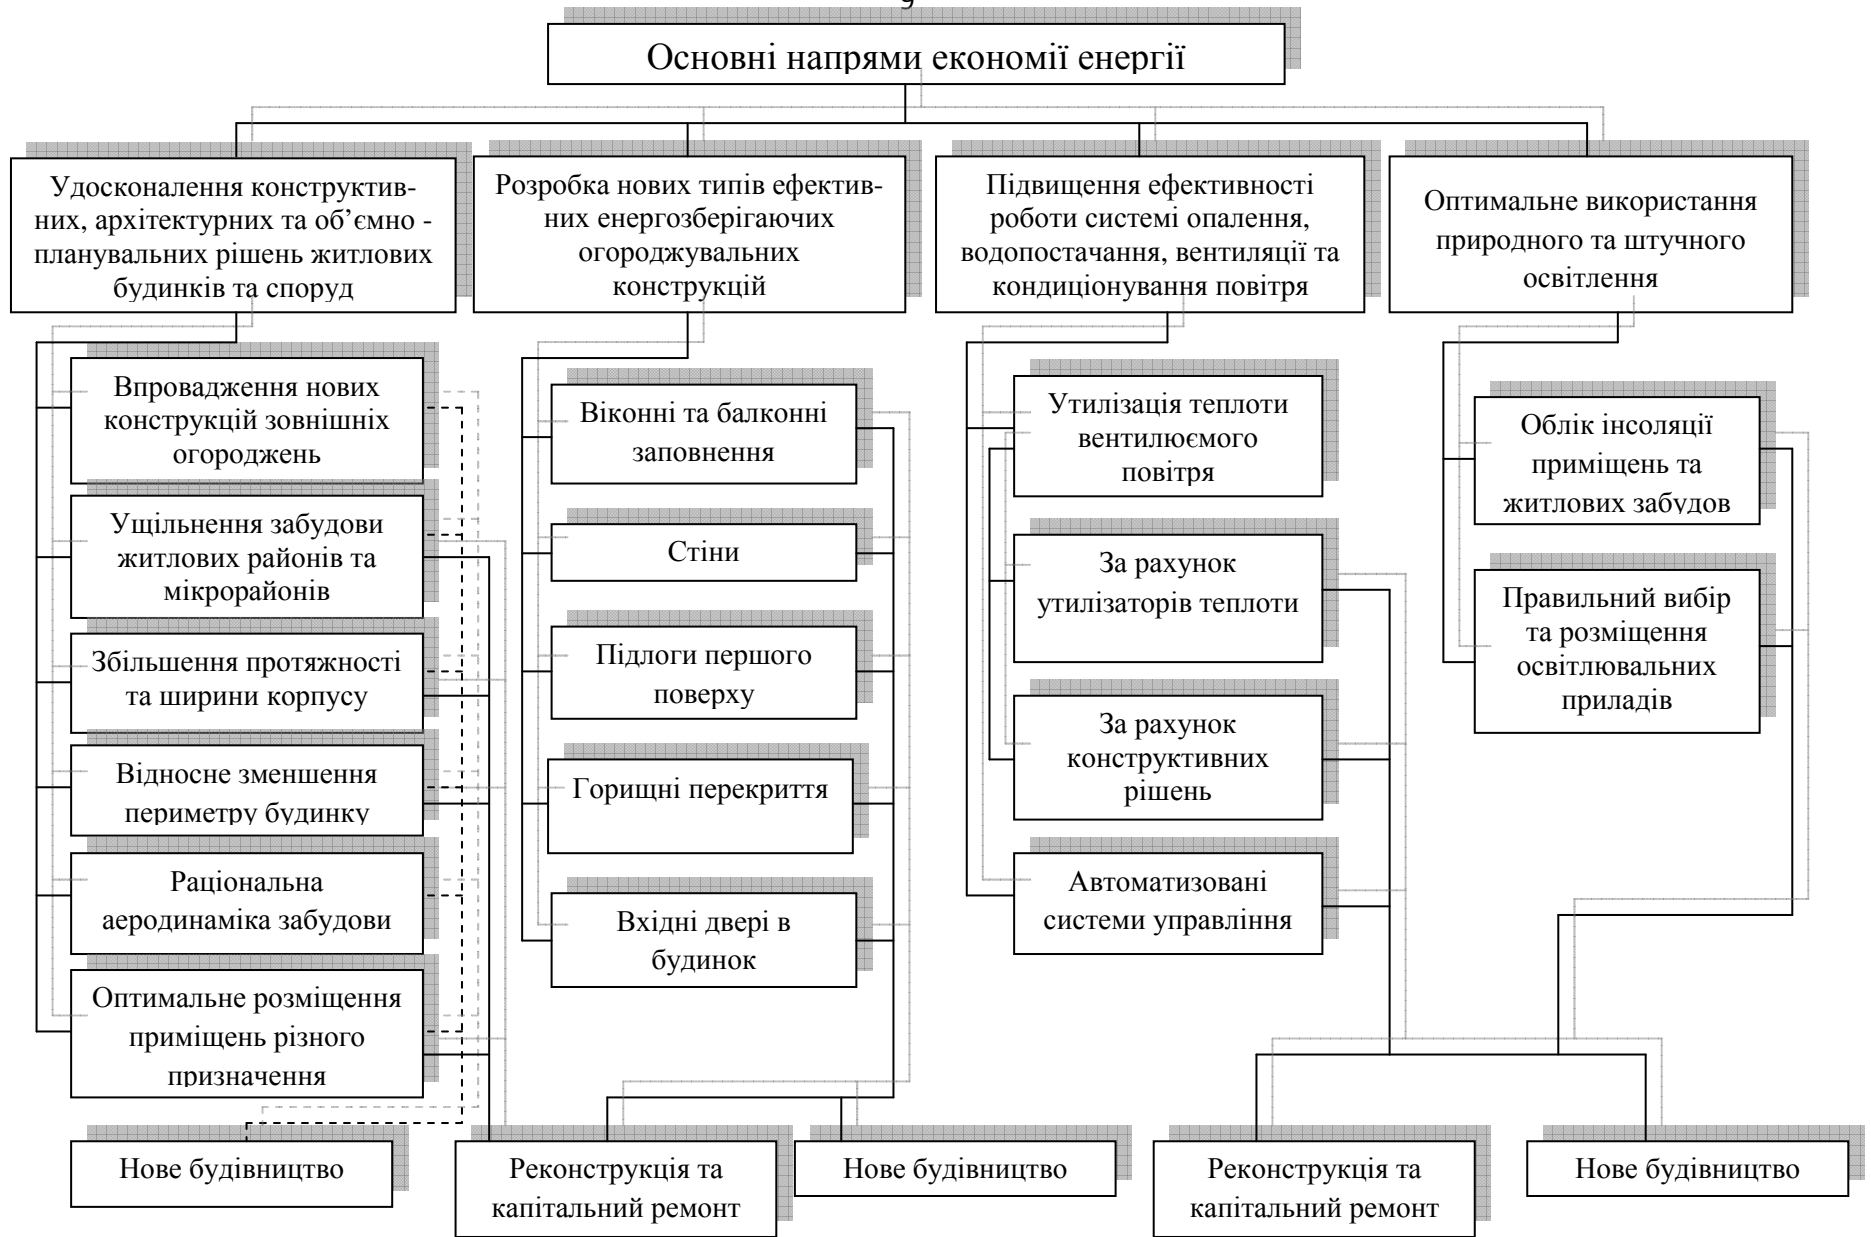 9
Основні напрями економії енергії
Удосконалення конструктив-
них, архітектурних та об’ємно -
планувальних рішень житлових
будинків та споруд
Розробка нових типів ефектив-
них енергозберігаючих
огороджувальних
конструкцій
Підвищення ефективності
роботи системі опалення,
водопостачання, вентиляції та
кондиціонування повітря
Оптимальне використання
природного та штучного
освітлення
Впровадження нових
конструкцій зовнішніх
огороджень
Ущільнення забудови
житлових районів та
мікрорайонів
Збільшення протяжності
та ширини корпусу
Відносне зменшення
периметру будинку
Раціональна
аеродинаміка забудови
Оптимальне розміщення
приміщень різного
призначення
Віконні та балконні
заповнення
Стіни
Підлоги першого
поверху
Горищні перекриття
Вхідні двері в
будинок
Утилізація теплоти
вентилюємого
повітря
За рахунок
утилізаторів теплоти
За рахунок
конструктивних
рішень
Автоматизовані
системи управління
Облік інсоляції
приміщень та
житлових забудов
Правильний вибір
та розміщення
освітлювальних
приладів
Нове будівництво
Реконструкція та
капітальний ремонт
Нове будівництво
Реконструкція та
капітальний ремонт
Нове будівництво